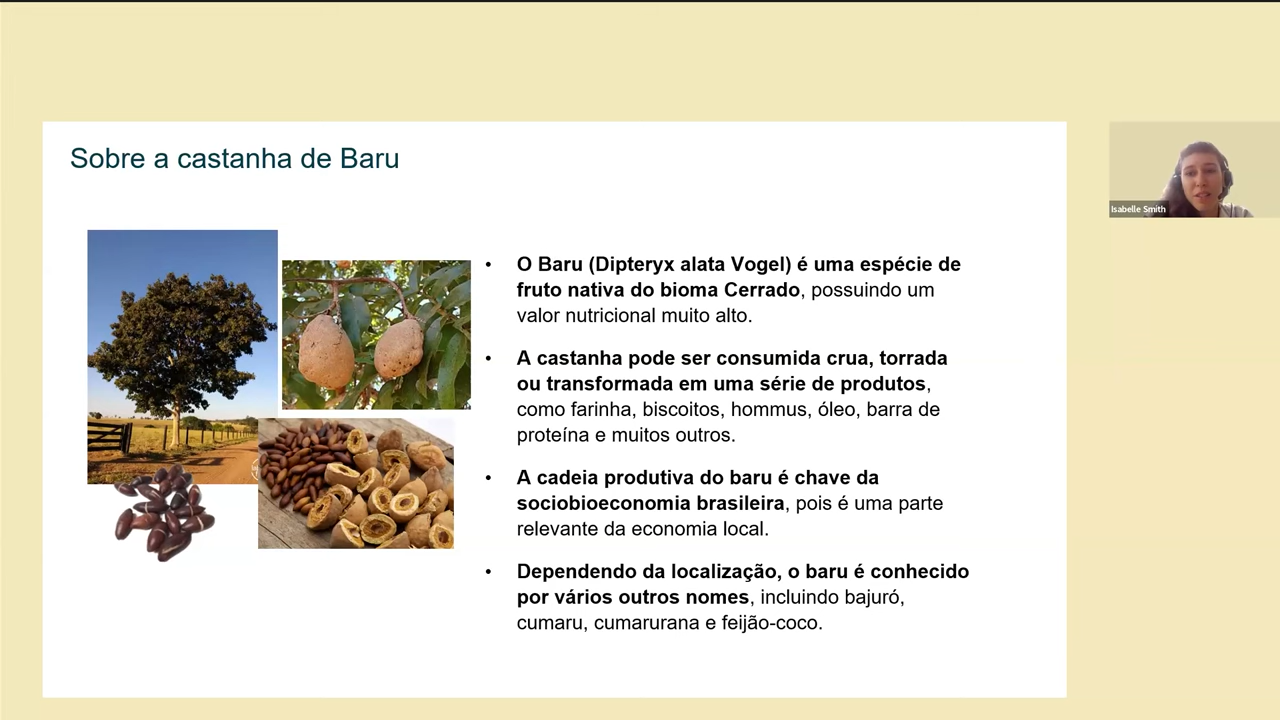 Sobre a castanha de Baru
Isabelle Smith
• O Baru (Dipteryx alata Vogel) é uma espécie de
fruto nativa do bioma Cerrado, possuindo um
valor nutricional muito alto.
• A castanha pode ser consumida crua, torrada
ou transformada em uma série de produtos,
como farinha, biscoitos, hommus, óleo, barra de
proteína e muitos outros.
• A cadeia produtiva do baru é chave da
sociobioeconomia brasileira, pois é uma parte
relevante da economia local.
• Dependendo da localização, o baru é conhecido
por vários outros nomes, incluindo bajuró,
cumaru, cumarurana e feijão-coco.